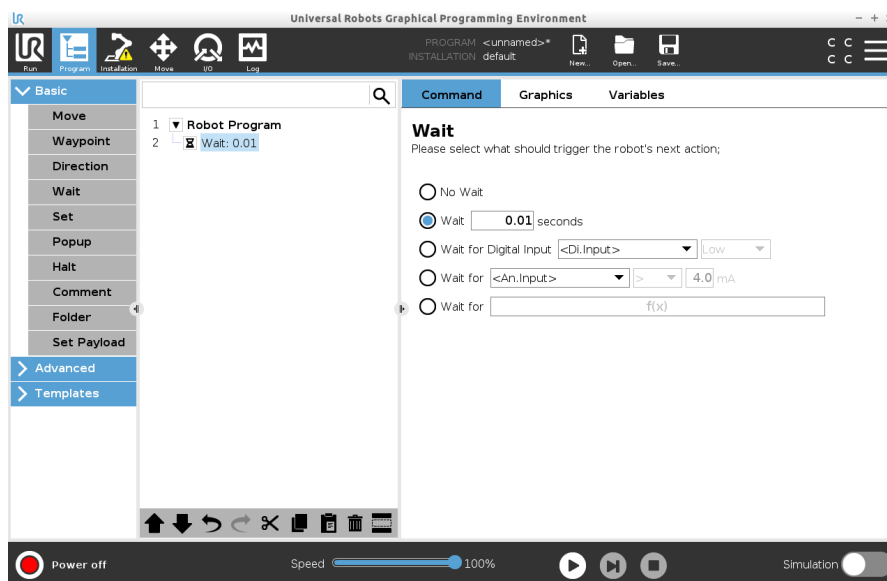 UR Universal Robots Graphical Programming Environment
UR
Run Program Installation Move I/O Log
PROGRAM <unnamed>*
INSTALLATION default
New... Open... Save...
C C
C C
Basic
Move
Waypoint
Direction
Wait
Set
Popup
Halt
Comment
Folder
Set Payload
Advanced
Templates
1 Robot Program
2 Wait: 0.01
Command Graphics Variables
Wait
Please select what should trigger the robot's next action;
No Wait
Wait 0.01 seconds
Wait for Digital Input <Di.Input> Low
Wait for <An.Input> > 4.0 mA
Wait for f(x)
Power off
Speed 100%
Simulation